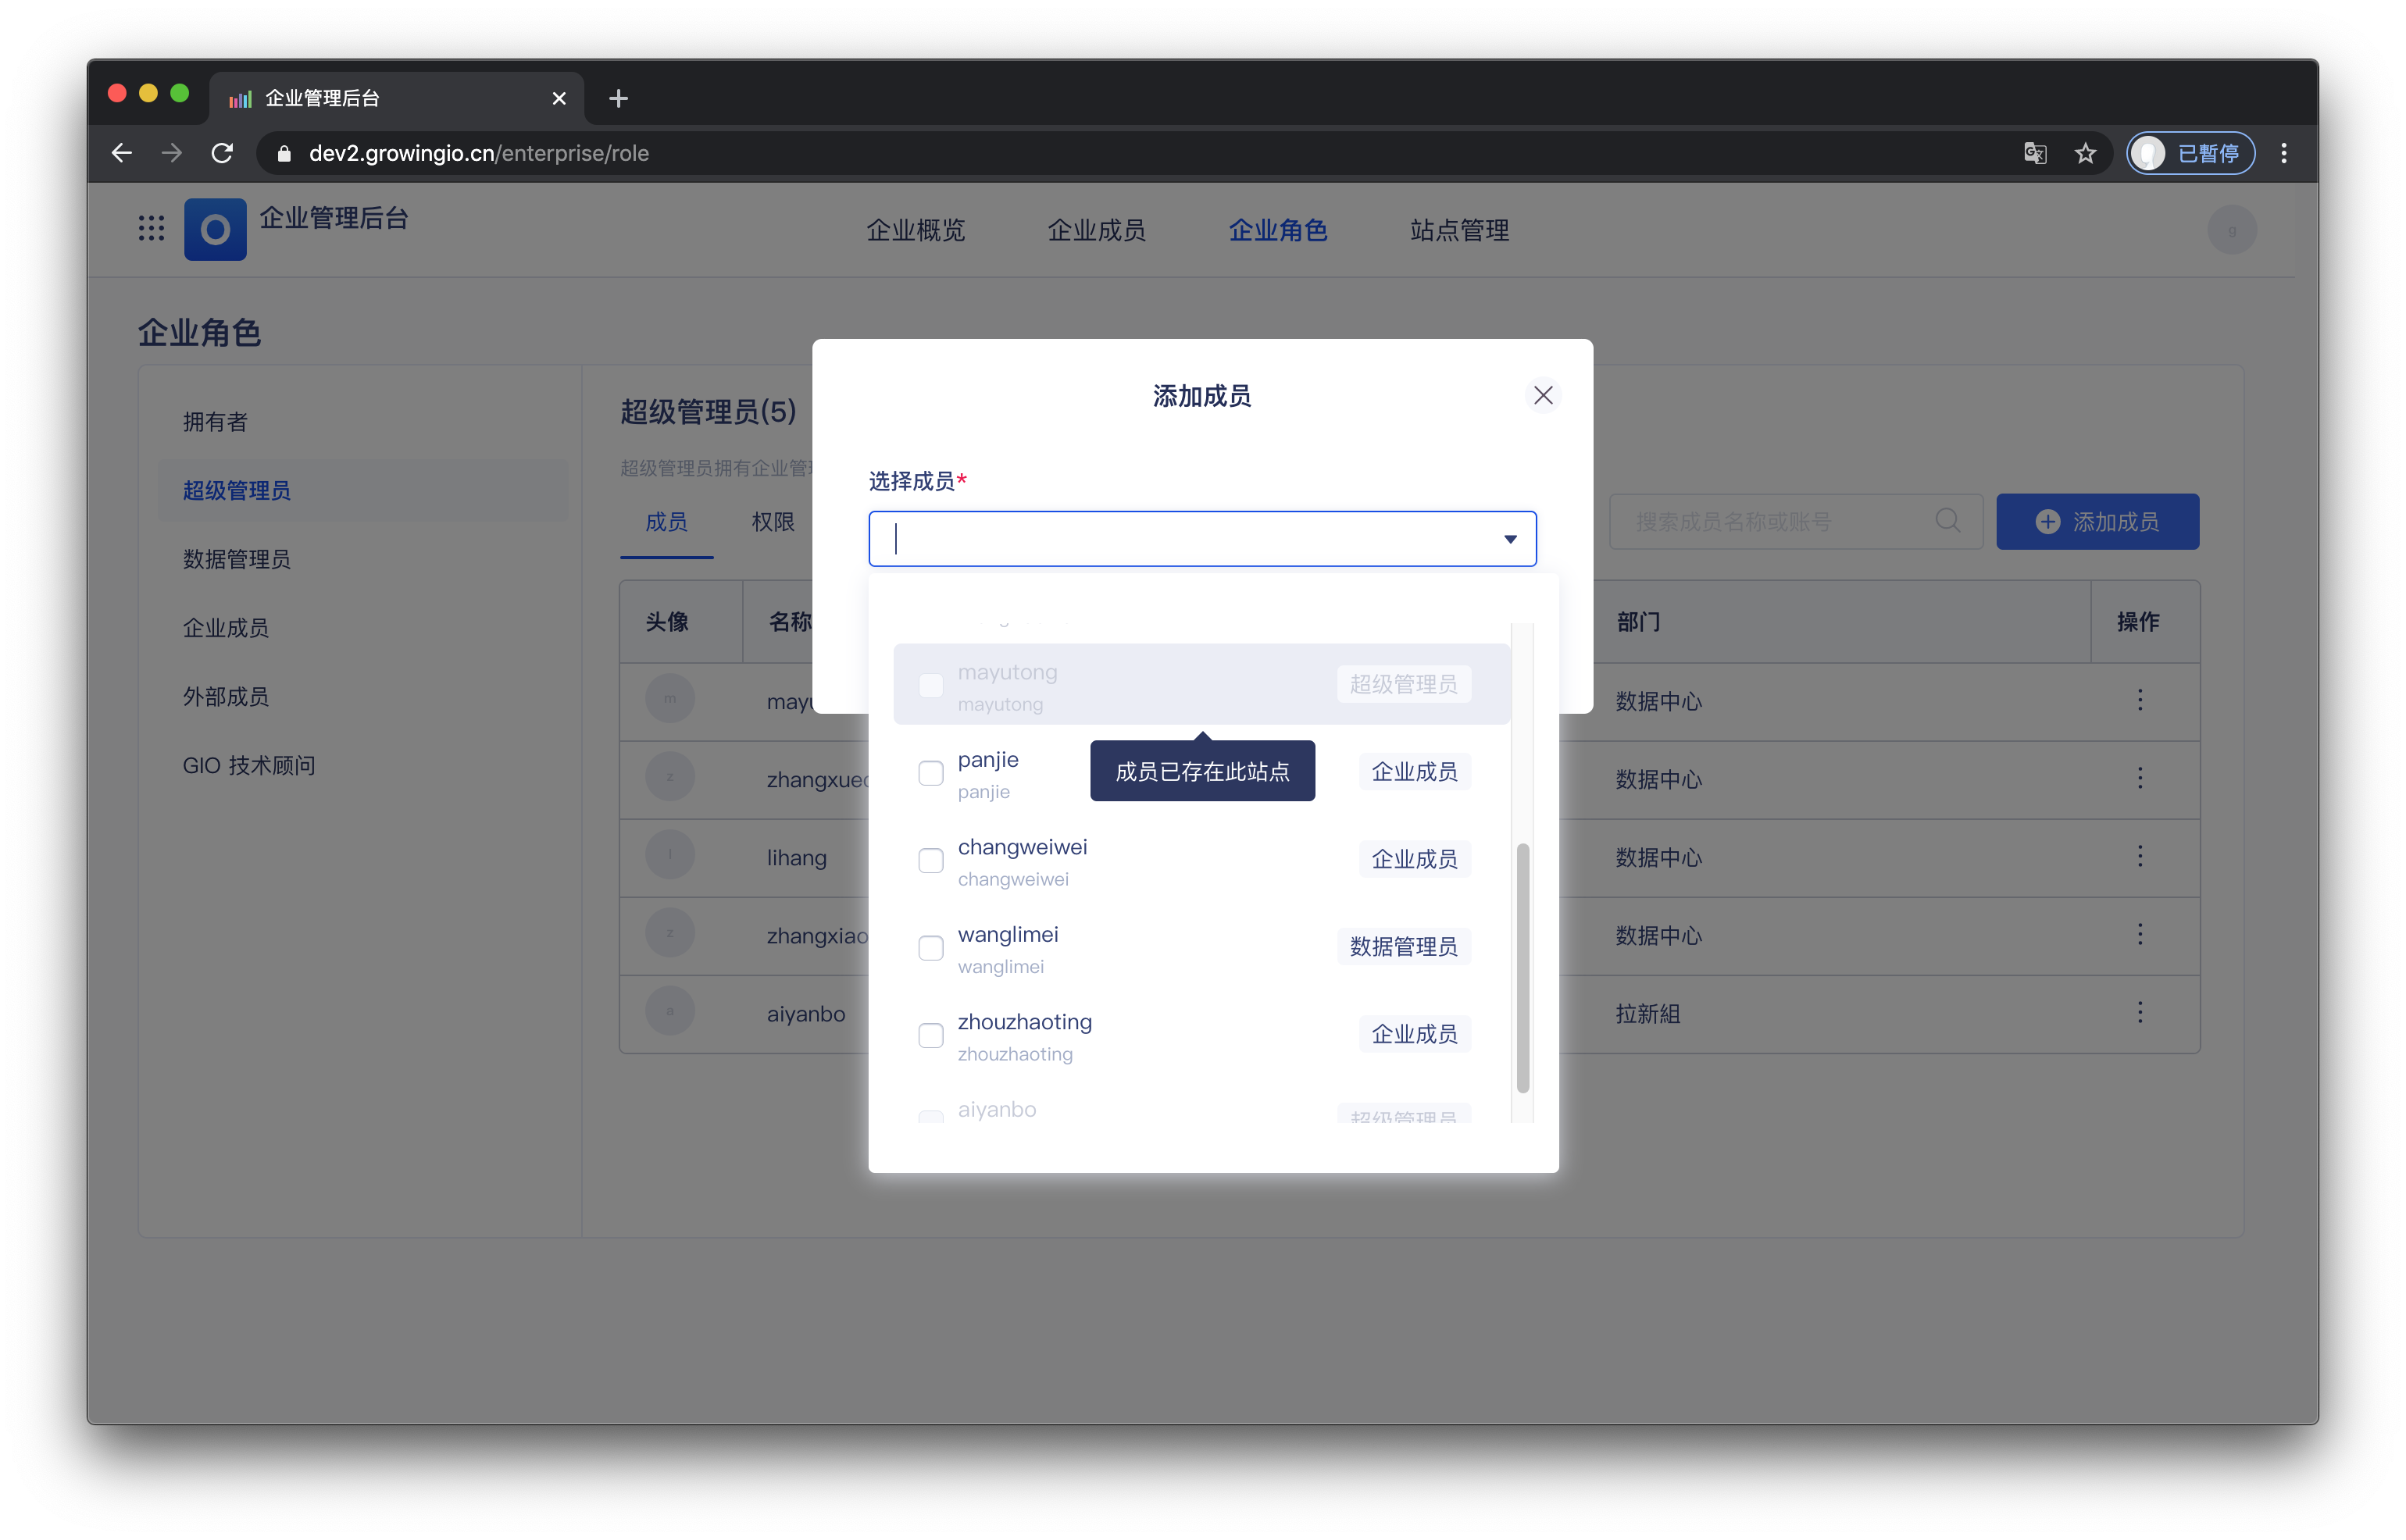 企业管理后台
dev2.growingio.cn/enterprise/role
已暫停
企业管理后台
企业概览
企业成员
企业角色
站点管理
g
企业角色
拥有者
超级管理员
数据管理员
企业成员
外部成员
GIO 技术顾问
超级管理员(5)
超级管理员拥有企业管
成员
权限
搜索成员名称或账号
添加成员
头像
名称
部门
操作
m
mayu
数据中心
z
zhangxue
数据中心
l
lihang
数据中心
z
zhangxiao
数据中心
a
aiyanbo
拉新組
添加成员
选择成员*
mayutong
mayutong
超级管理员
成员已存在此站点
panjie
panjie
企业成员
changweiwei
changweiwei
企业成员
wanglimei
wanglimei
数据管理员
zhouzhaoting
zhouzhaoting
企业成员
aiyanbo
超级管理员